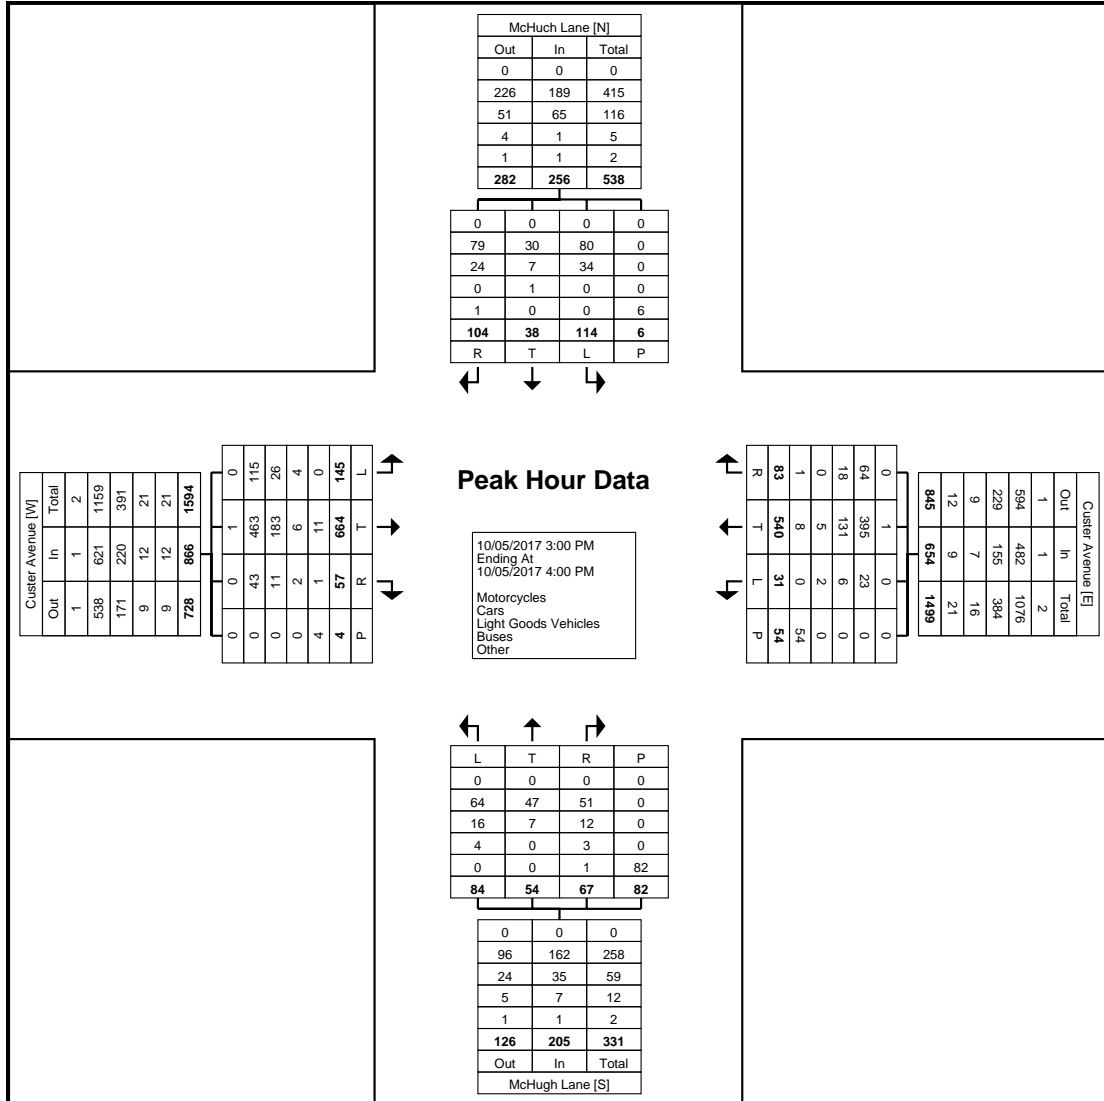 McHuch Lane [N]
Out In Total
0 0 0
226 189 415
51 65 116
4 1 5
1 1 2
282 256 538
0 0 0 0
79 30 80 0
24 7 34 0
0 1 0 0
1 0 0 6
104 38 114 6
R T L P
Custer Avenue [W]
Total 2 1159 391 21 21 1594
In 1 621 220 12 12 866
Out 1 538 171 9 9 728
0 115 26 4 0 145 L
1 463 183 6 11 664 T
0 43 11 2 1 57 R
0 0 0 0 4 4 P
Peak Hour Data
10/05/2017 3:00 PM
Ending At
10/05/2017 4:00 PM
Motorcycles
Cars
Light Goods Vehicles
Buses
Other
R 83 1 0 18 64 0
T 540 8 5 131 395 1
L 31 0 2 6 23 0
P 54 54 0 0 0 0
Custer Avenue [E]
Out 1 594 229 9 12 845
In 1 482 155 7 9 654
Total 2 1076 384 16 21 1499
L T R P
0 0 0 0
64 47 51 0
16 7 12 0
4 0 3 0
0 0 1 82
84 54 67 82
0 0 0
96 162 258
24 35 59
5 7 12
1 1 2
126 205 331
Out In Total
McHugh Lane [S]